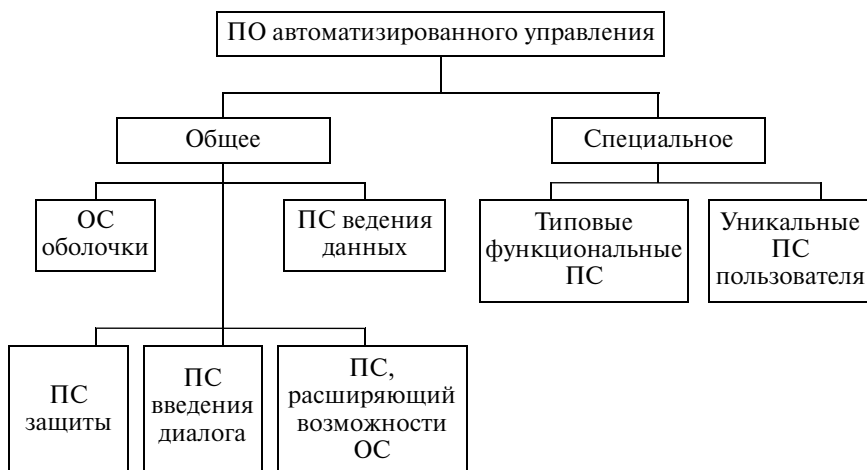 ПО автоматизированного управления
Общее
Специальное
ОС
оболочки
ПС ведения
данных
Типовые
функциональные
ПС
Уникальные
ПС
пользователя
ПС
защиты
ПС
введения
диалога
ПС,
расширяющий
возможности
ОС